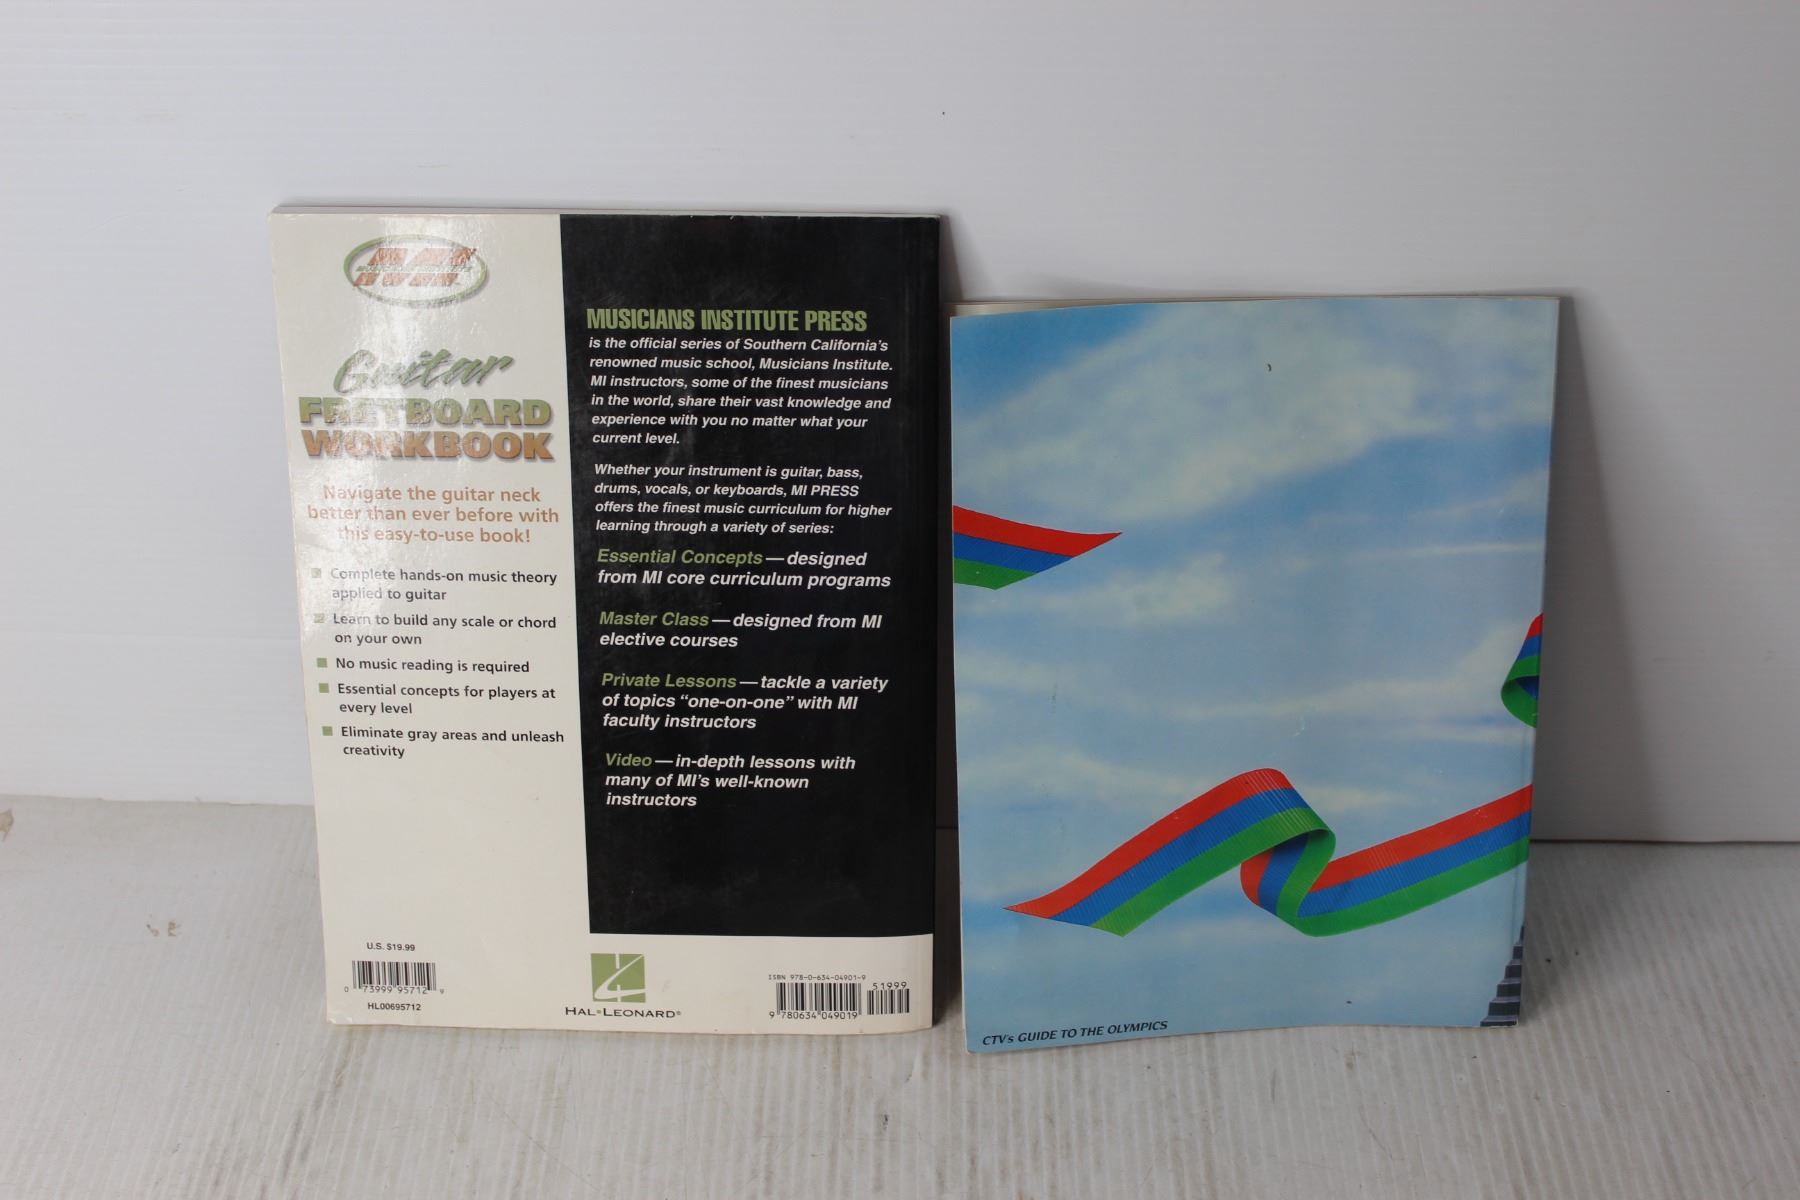 MI
Guitar
FRETBOARD
WORKBOOK
Navigate the guitar neck
better than ever before with
this easy-to-use book!
Complete hands-on music theory
applied to guitar
Learn to build any scale or chord
on your own
No music reading is required
Essential concepts for players at
every level
Eliminate gray areas and unleash
creativity
U.S. $19.99
0 73999 95712 9
HL00695712
MUSICIANS INSTITUTE PRESS
is the official series of Southern California's
renowned music school, Musicians Institute.
MI instructors, some of the finest musicians
in the world, share their vast knowledge and
experience with you no matter what your
current level.
Whether your instrument is guitar, bass,
drums, vocals, or keyboards, MI PRESS
offers the finest music curriculum for higher
learning through a variety of series:
Essential Concepts — designed
from MI core curriculum programs
Master Class — designed from MI
elective courses
Private Lessons — tackle a variety
of topics “one-on-one” with MI
faculty instructors
Video — in-depth lessons with
many of MI's well-known
instructors
HAL•LEONARD®
ISBN 978-0-634-04901-9
51999
9 780634 049019
CTV's GUIDE TO THE OLYMPICS